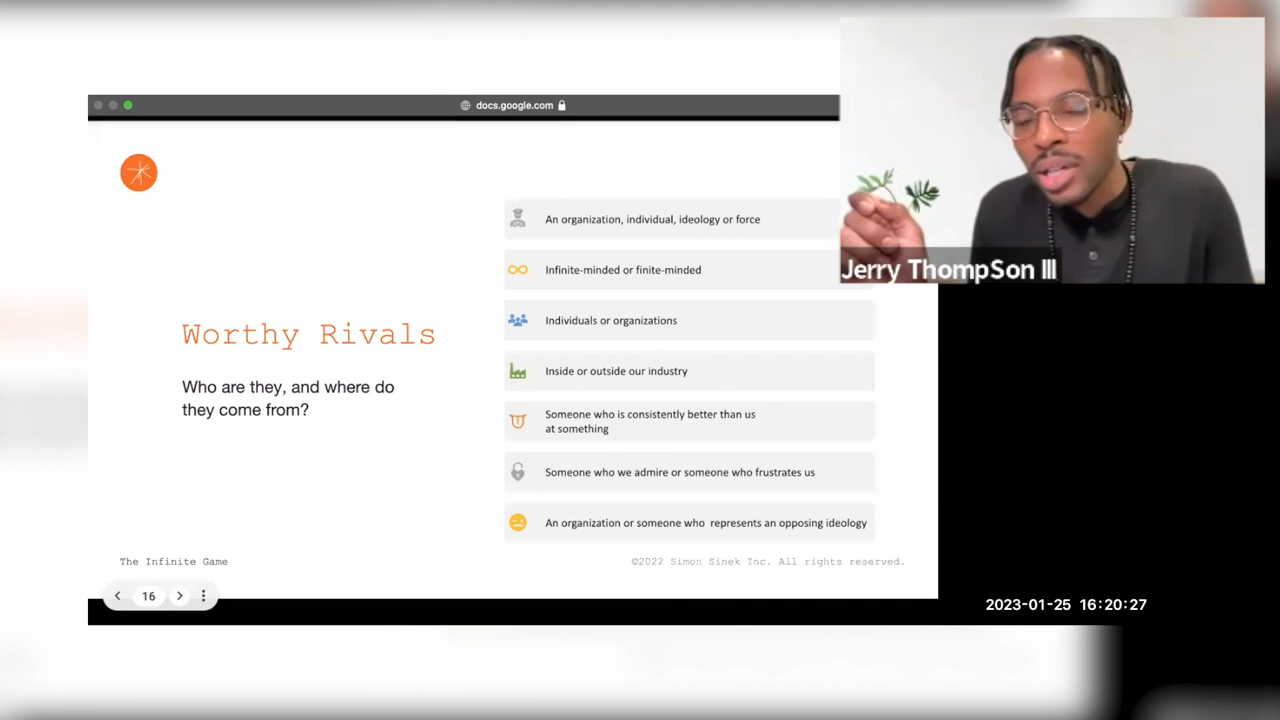 docs.google.com
Worthy Rivals
Who are they, and where do
they come from?
An organization, individual, ideology or force
Infinite-minded or finite-minded
Individuals or organizations
Inside or outside our industry
Someone who is consistently better than us
at something
Someone who we admire or someone who frustrates us
An organization or someone who represents an opposing ideology
The Infinite Game
©2022 Simon Sinek Inc. All rights reserved.
16
Jerry ThompSon III
2023-01-25 16:20:27